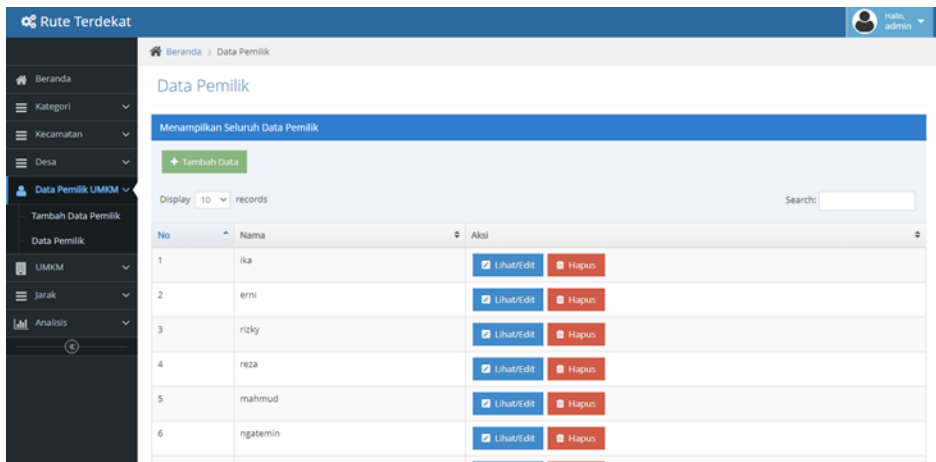 Rute Terdekat
Hallo,
admin
Beranda > Data Pemilik
Beranda
Kategori
Kecamatan
Desa
Data Pemilik UMKM
Tambah Data Pemilik
Data Pemilik
UMKM
Jarak
Analisis
Data Pemilik
Menampilkan Seluruh Data Pemilik
+ Tambah Data
Display 10 records
Search:
No Nama Aksi
1 ika Lihat/Edit Hapus
2 erni Lihat/Edit Hapus
3 rizky Lihat/Edit Hapus
4 reza Lihat/Edit Hapus
5 mahmud Lihat/Edit Hapus
6 ngatemin Lihat/Edit Hapus